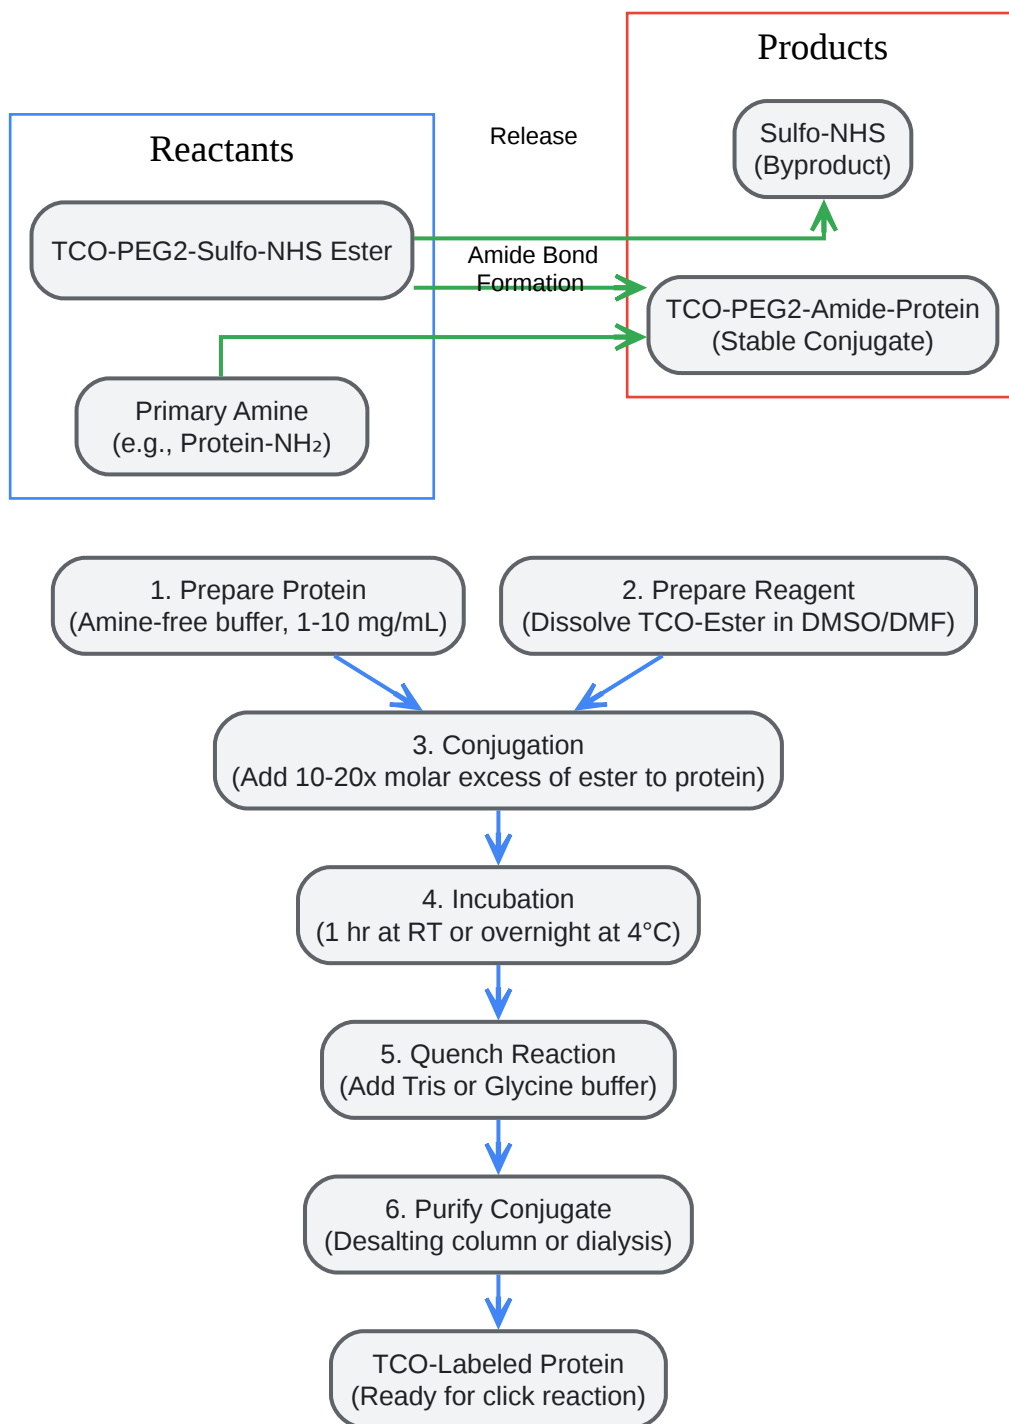 Products
Reactants
Release
Sulfo-NHS
(Byproduct)
TCO-PEG2-Sulfo-NHS Ester
Amide Bond
Formation
TCO-PEG2-Amide-Protein
(Stable Conjugate)
Primary Amine
(e.g., Protein-NH₂)
1. Prepare Protein
(Amine-free buffer, 1-10 mg/mL)
2. Prepare Reagent
(Dissolve TCO-Ester in DMSO/DMF)
3. Conjugation
(Add 10-20x molar excess of ester to protein)
4. Incubation
(1 hr at RT or overnight at 4°C)
5. Quench Reaction
(Add Tris or Glycine buffer)
6. Purify Conjugate
(Desalting column or dialysis)
TCO-Labeled Protein
(Ready for click reaction)